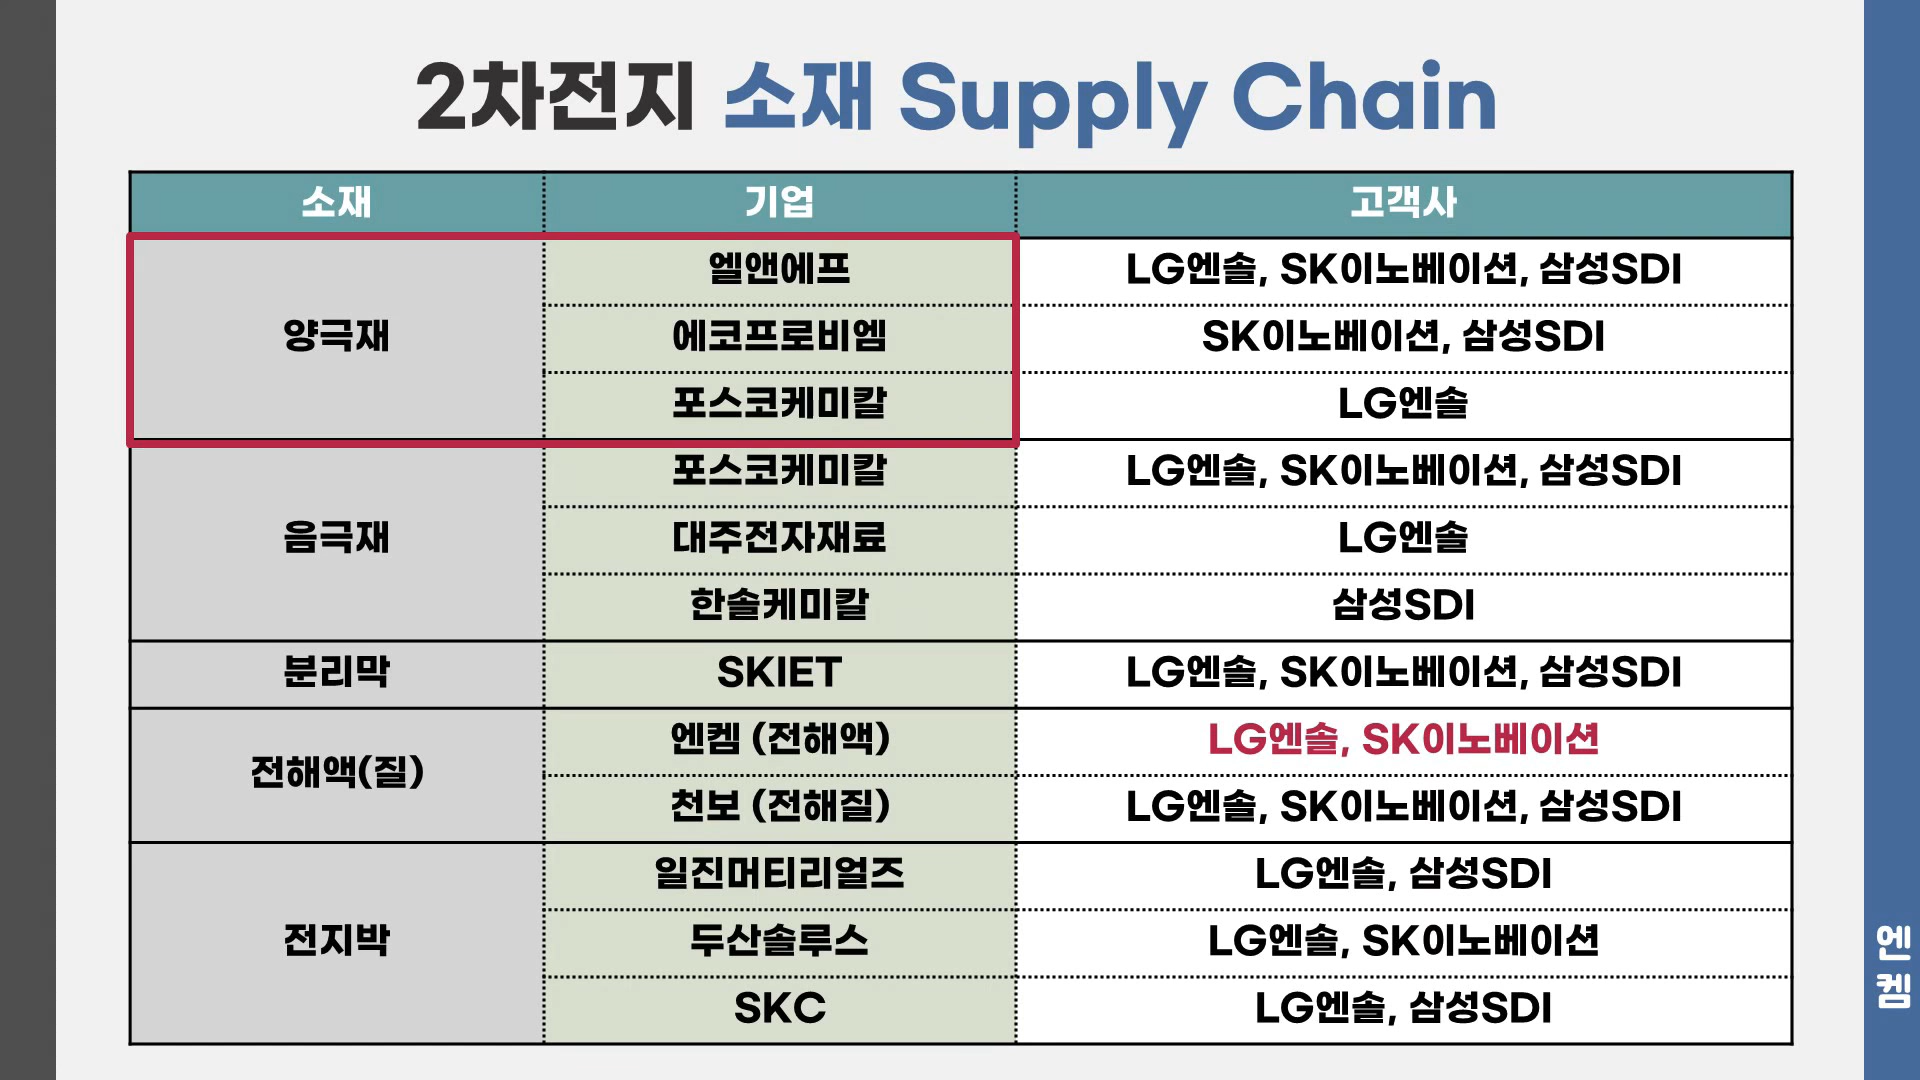 2차전지 소재 Supply Chain
소재 기업 고객사
양극재
엘앤에프 LG엔솔, SK이노베이션, 삼성SDI
에코프로비엠 SK이노베이션, 삼성SDI
포스코케미칼 LG엔솔
음극재
포스코케미칼 LG엔솔, SK이노베이션, 삼성SDI
대주전자재료 LG엔솔
한솔케미칼 삼성SDI
분리막 SKIET LG엔솔, SK이노베이션, 삼성SDI
전해액(질)
엔켐 (전해액) LG엔솔, SK이노베이션
천보 (전해질) LG엔솔, SK이노베이션, 삼성SDI
전지박
일진머티리얼즈 LG엔솔, 삼성SDI
두산솔루스 LG엔솔, SK이노베이션
SKC LG엔솔, 삼성SDI
엔켐